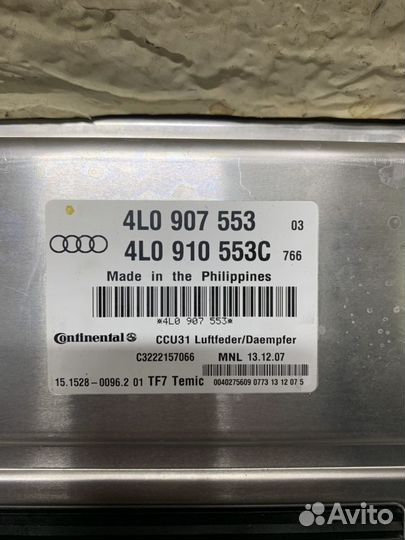 4L0 907 553 03
4L0 910 553C 766
Made in the Philippines
*4L0 907 553*
Continental CCU31 Luftfeder/Daempfer
C3222157066 MNL 13.12.07
15.1528-0096.2 01 TF7 Temic 0040275609 0773 13 12 07 5
Avito